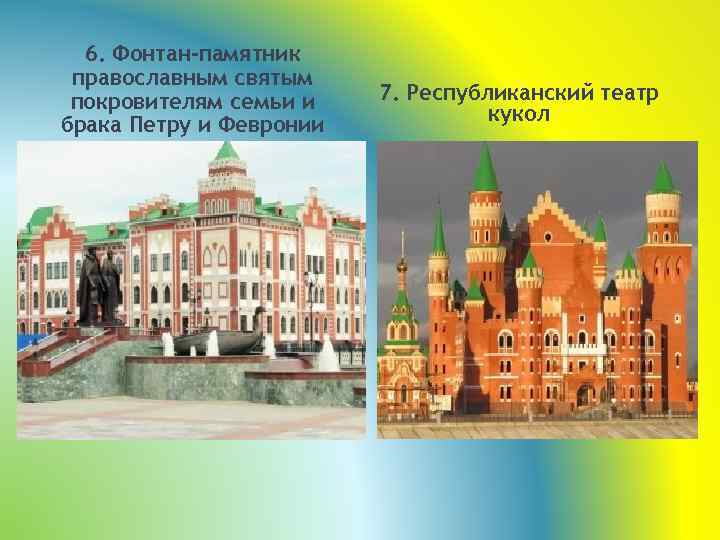 6. Фонтан-памятник
православным святым
покровителям семьи и
брака Петру и Февронии
7. Республиканский театр
кукол